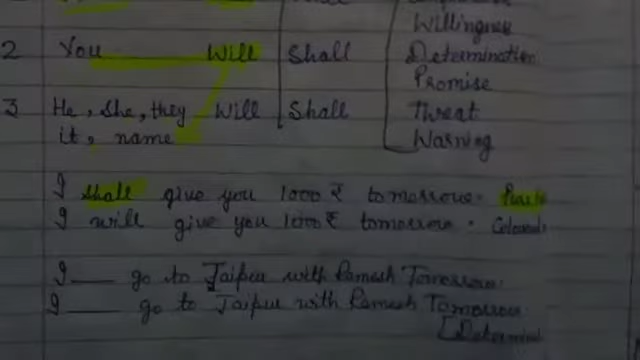 Willingness
2 You Will Shall Determination
Promise
3 He, She, they Will Shall Threat
it, name Warning
I shall give you 1000 ₹ tomorrow.
I will give you 1000 ₹ tomorrow.
I ___ go to Jaipur with Ramesh Tomorrow.
I ___ go to Jaipur with Ramesh Tomorrow.
[Determin